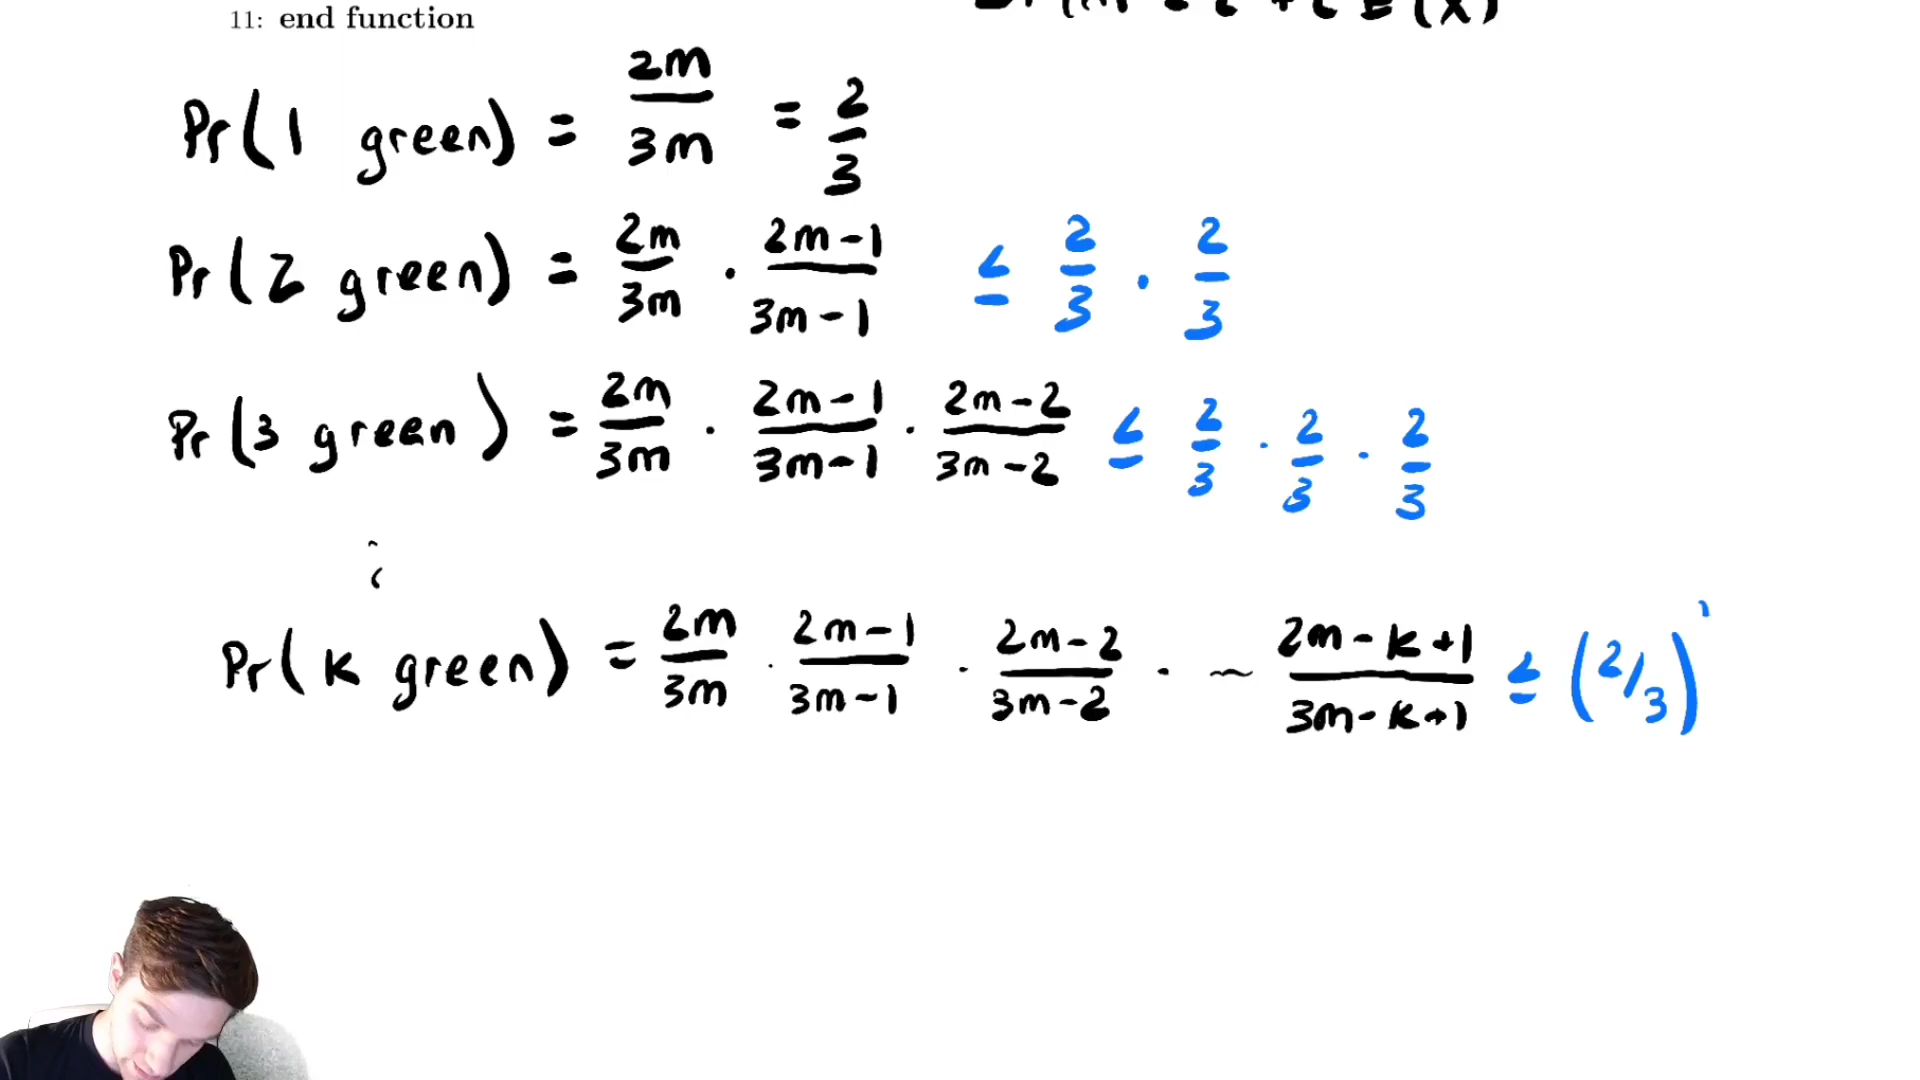 11: end function
Pr(1 green) = 2m/3m = 2/3
Pr(2 green) = 2m/3m · 2m-1/3m-1 ≤ 2/3 · 2/3
Pr(3 green) = 2m/3m · 2m-1/3m-1 · 2m-2/3m-2 ≤ 2/3 · 2/3 · 2/3
Pr(k green) = 2m/3m · 2m-1/3m-1 · 2m-2/3m-2 · ~ 2m-k+1/3m-k+1 ≤ (2/3)